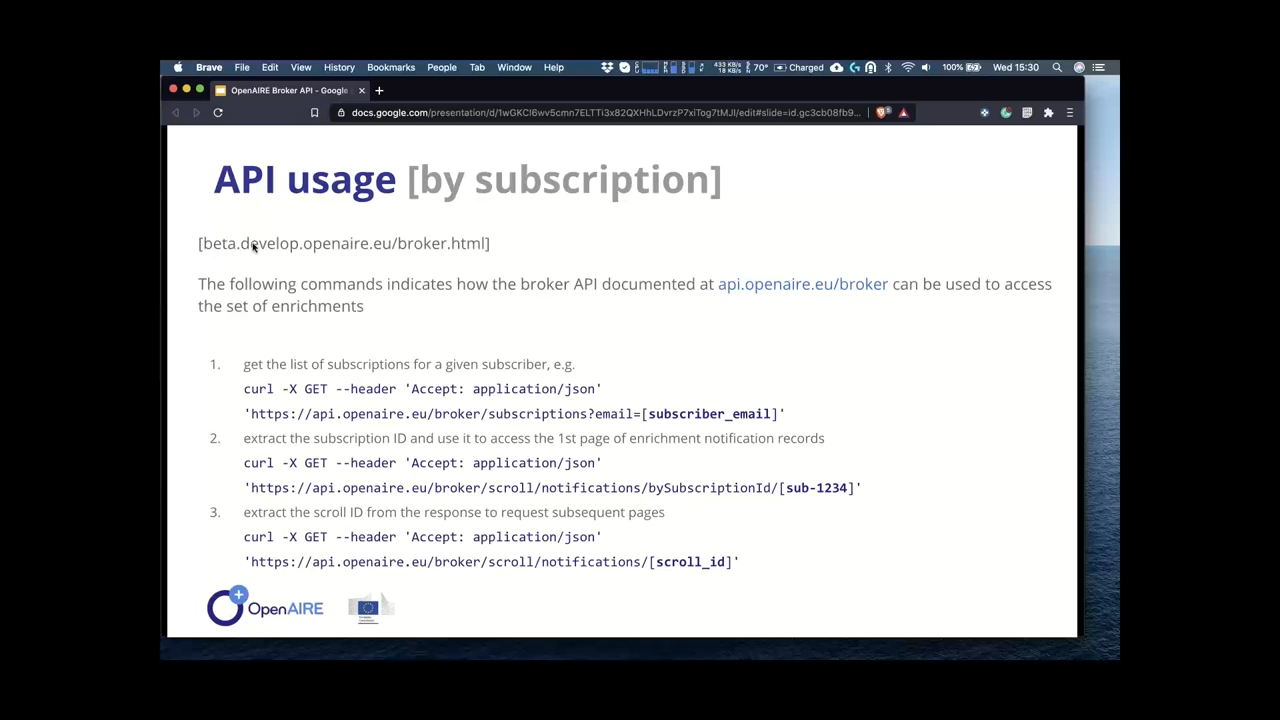 Brave File Edit View History Bookmarks People Tab Window Help 433 KB/s 18 KB/s 70° Charged 100% Wed 15:30
OpenAIRE Broker API - Google
docs.google.com/presentation/d/1wGKCl6wv5cmn7ELTTi3x82QXHhLDvrzP7xiTog7tMJI/edit#slide=id.gc3cb08fb9...
API usage [by subscription]
[beta.develop.openaire.eu/broker.html]
The following commands indicates how the broker API documented at api.openaire.eu/broker can be used to access
the set of enrichments
1. get the list of subscriptions for a given subscriber, e.g.
curl -X GET --header 'Accept: application/json'
'https://api.openaire.eu/broker/subscriptions?email=[subscriber_email]'
2. extract the subscription ID and use it to access the 1st page of enrichment notification records
curl -X GET --header 'Accept: application/json'
'https://api.openaire.eu/broker/scroll/notifications/bySubscriptionId/[sub-1234]'
3. extract the scroll ID from the response to request subsequent pages
curl -X GET --header 'Accept: application/json'
'https://api.openaire.eu/broker/scroll/notifications/[scroll_id]'
OpenAIRE